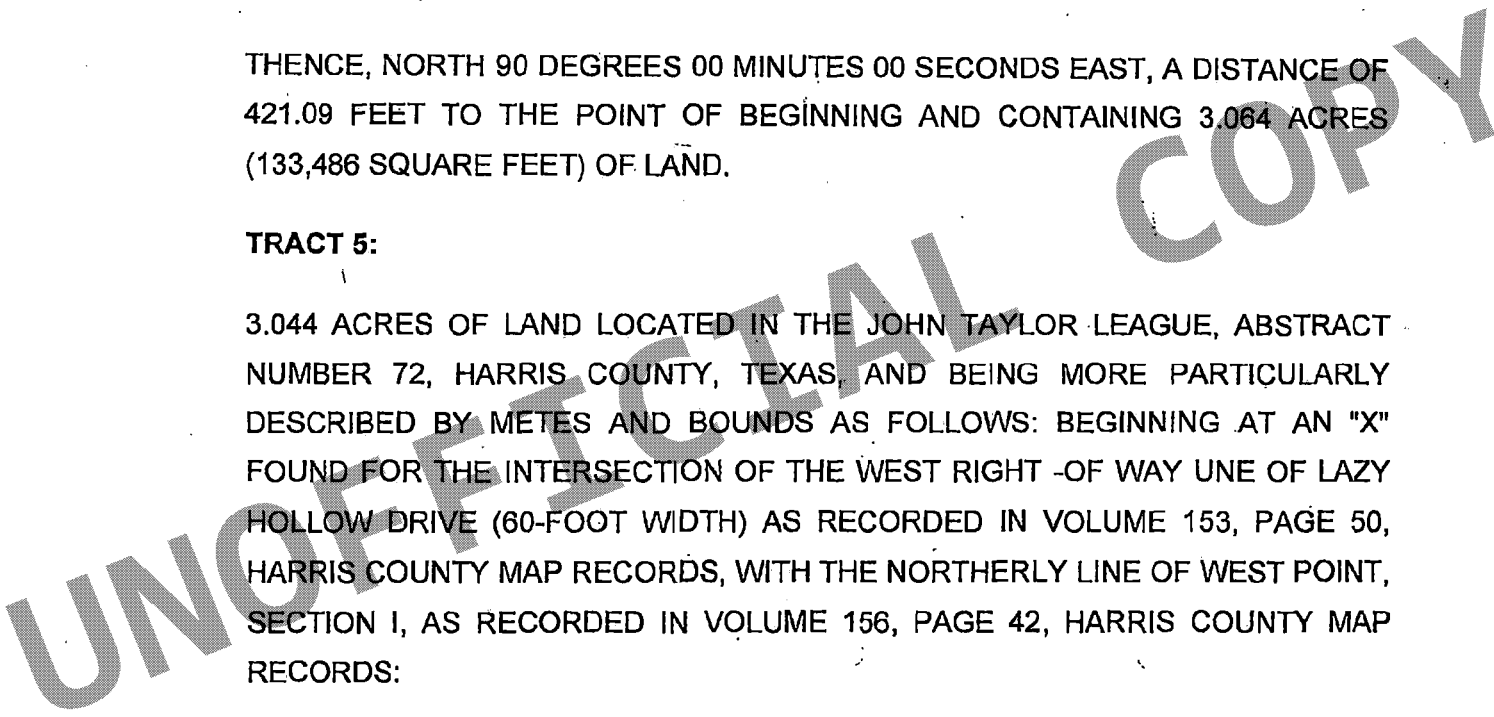 THENCE, NORTH 90 DEGREES 00 MINUTES 00 SECONDS EAST, A DISTANCE OF
421.09 FEET TO THE POINT OF BEGINNING AND CONTAINING 3.064 ACRES
(133,486 SQUARE FEET) OF LAND.
TRACT 5:
3.044 ACRES OF LAND LOCATED IN THE JOHN TAYLOR LEAGUE, ABSTRACT
NUMBER 72, HARRIS COUNTY, TEXAS, AND BEING MORE PARTICULARLY
DESCRIBED BY METES AND BOUNDS AS FOLLOWS: BEGINNING AT AN "X"
FOUND FOR THE INTERSECTION OF THE WEST RIGHT -OF WAY UNE OF LAZY
HOLLOW DRIVE (60-FOOT WIDTH) AS RECORDED IN VOLUME 153, PAGE 50,
HARRIS COUNTY MAP RECORDS, WITH THE NORTHERLY LINE OF WEST POINT,
SECTION I, AS RECORDED IN VOLUME 156, PAGE 42, HARRIS COUNTY MAP
RECORDS:
UNOFFICIAL COPY